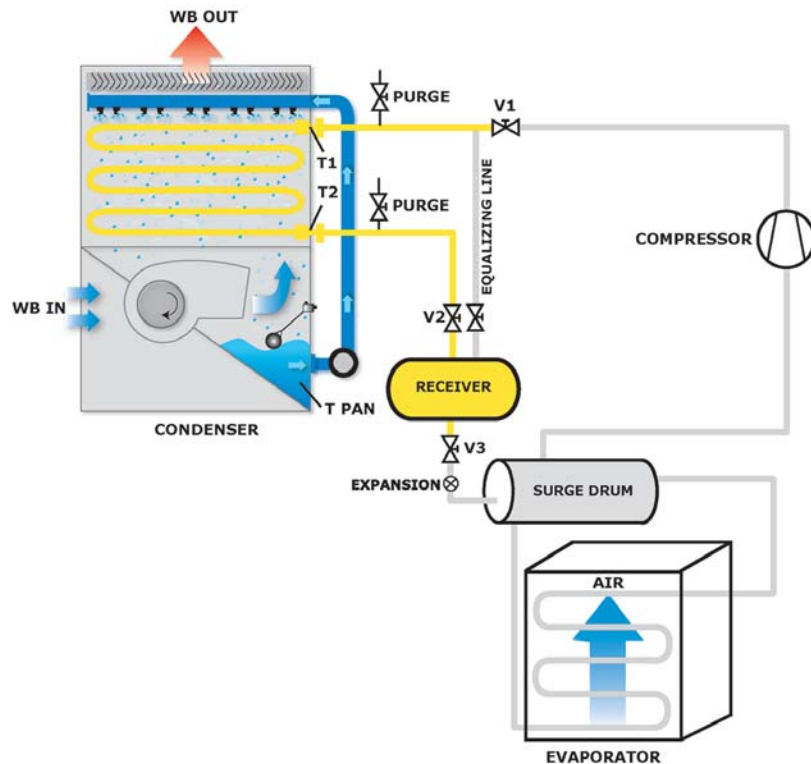 WB OUT
PURGE
V1
T1
T2
PURGE
EQUALIZING LINE
COMPRESSOR
WB IN
V2
RECEIVER
T PAN
CONDENSER
V3
EXPANSION
SURGE DRUM
AIR
EVAPORATOR